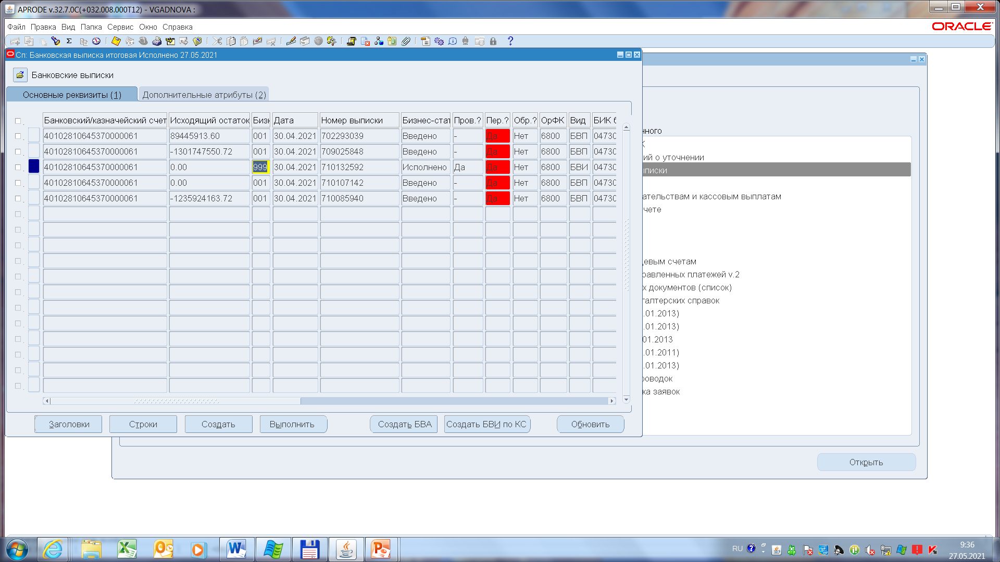 APRODE v.32.7.0C(+032.008.000T12) - VGADNOVA :
Файл Правка Вид Папка Сервис Окно Справка
ORACLE
Сп: Банковская выписка итоговая Исполнено 27.05.2021
Банковские выписки
Основные реквизиты (1) Дополнительные атрибуты (2)
Банковский/казначейский счет Исходящий остаток Бизн Дата Номер выписки Бизнес-стат Пров.? Пер.? Обр.? ОрФК Вид БИК б
40102810645370000061 89445913.60 001 30.04.2021 702293039 Введено - Да Нет 6800 БВП 04730
40102810645370000061 -1301747550.72 001 30.04.2021 709025848 Введено - Да Нет 6800 БВП 04730
40102810645370000061 0.00 999 30.04.2021 710132592 Исполнено Да Да Нет 6800 БВИ 04730
40102810645370000061 0.00 001 30.04.2021 710107142 Введено - Да Нет 6800 БВП 04730
40102810645370000061 -1235924163.72 001 30.04.2021 710085940 Введено - Да Нет 6800 БВП 04730
Заголовки Строки Создать Выполнить Создать БВА Создать БВИ по КС Обновить
нного
К
ий о уточнении
ыписки
ательствам и кассовым выплатам
чете
евым счетам
равленных платежей v.2
х документов (список)
галтерских справок
.01.2013)
.01.2013)
01.2013
.01.2011)
.01.2013)
роводок
ка заявок
Открыть
RU
9:36
27.05.2021